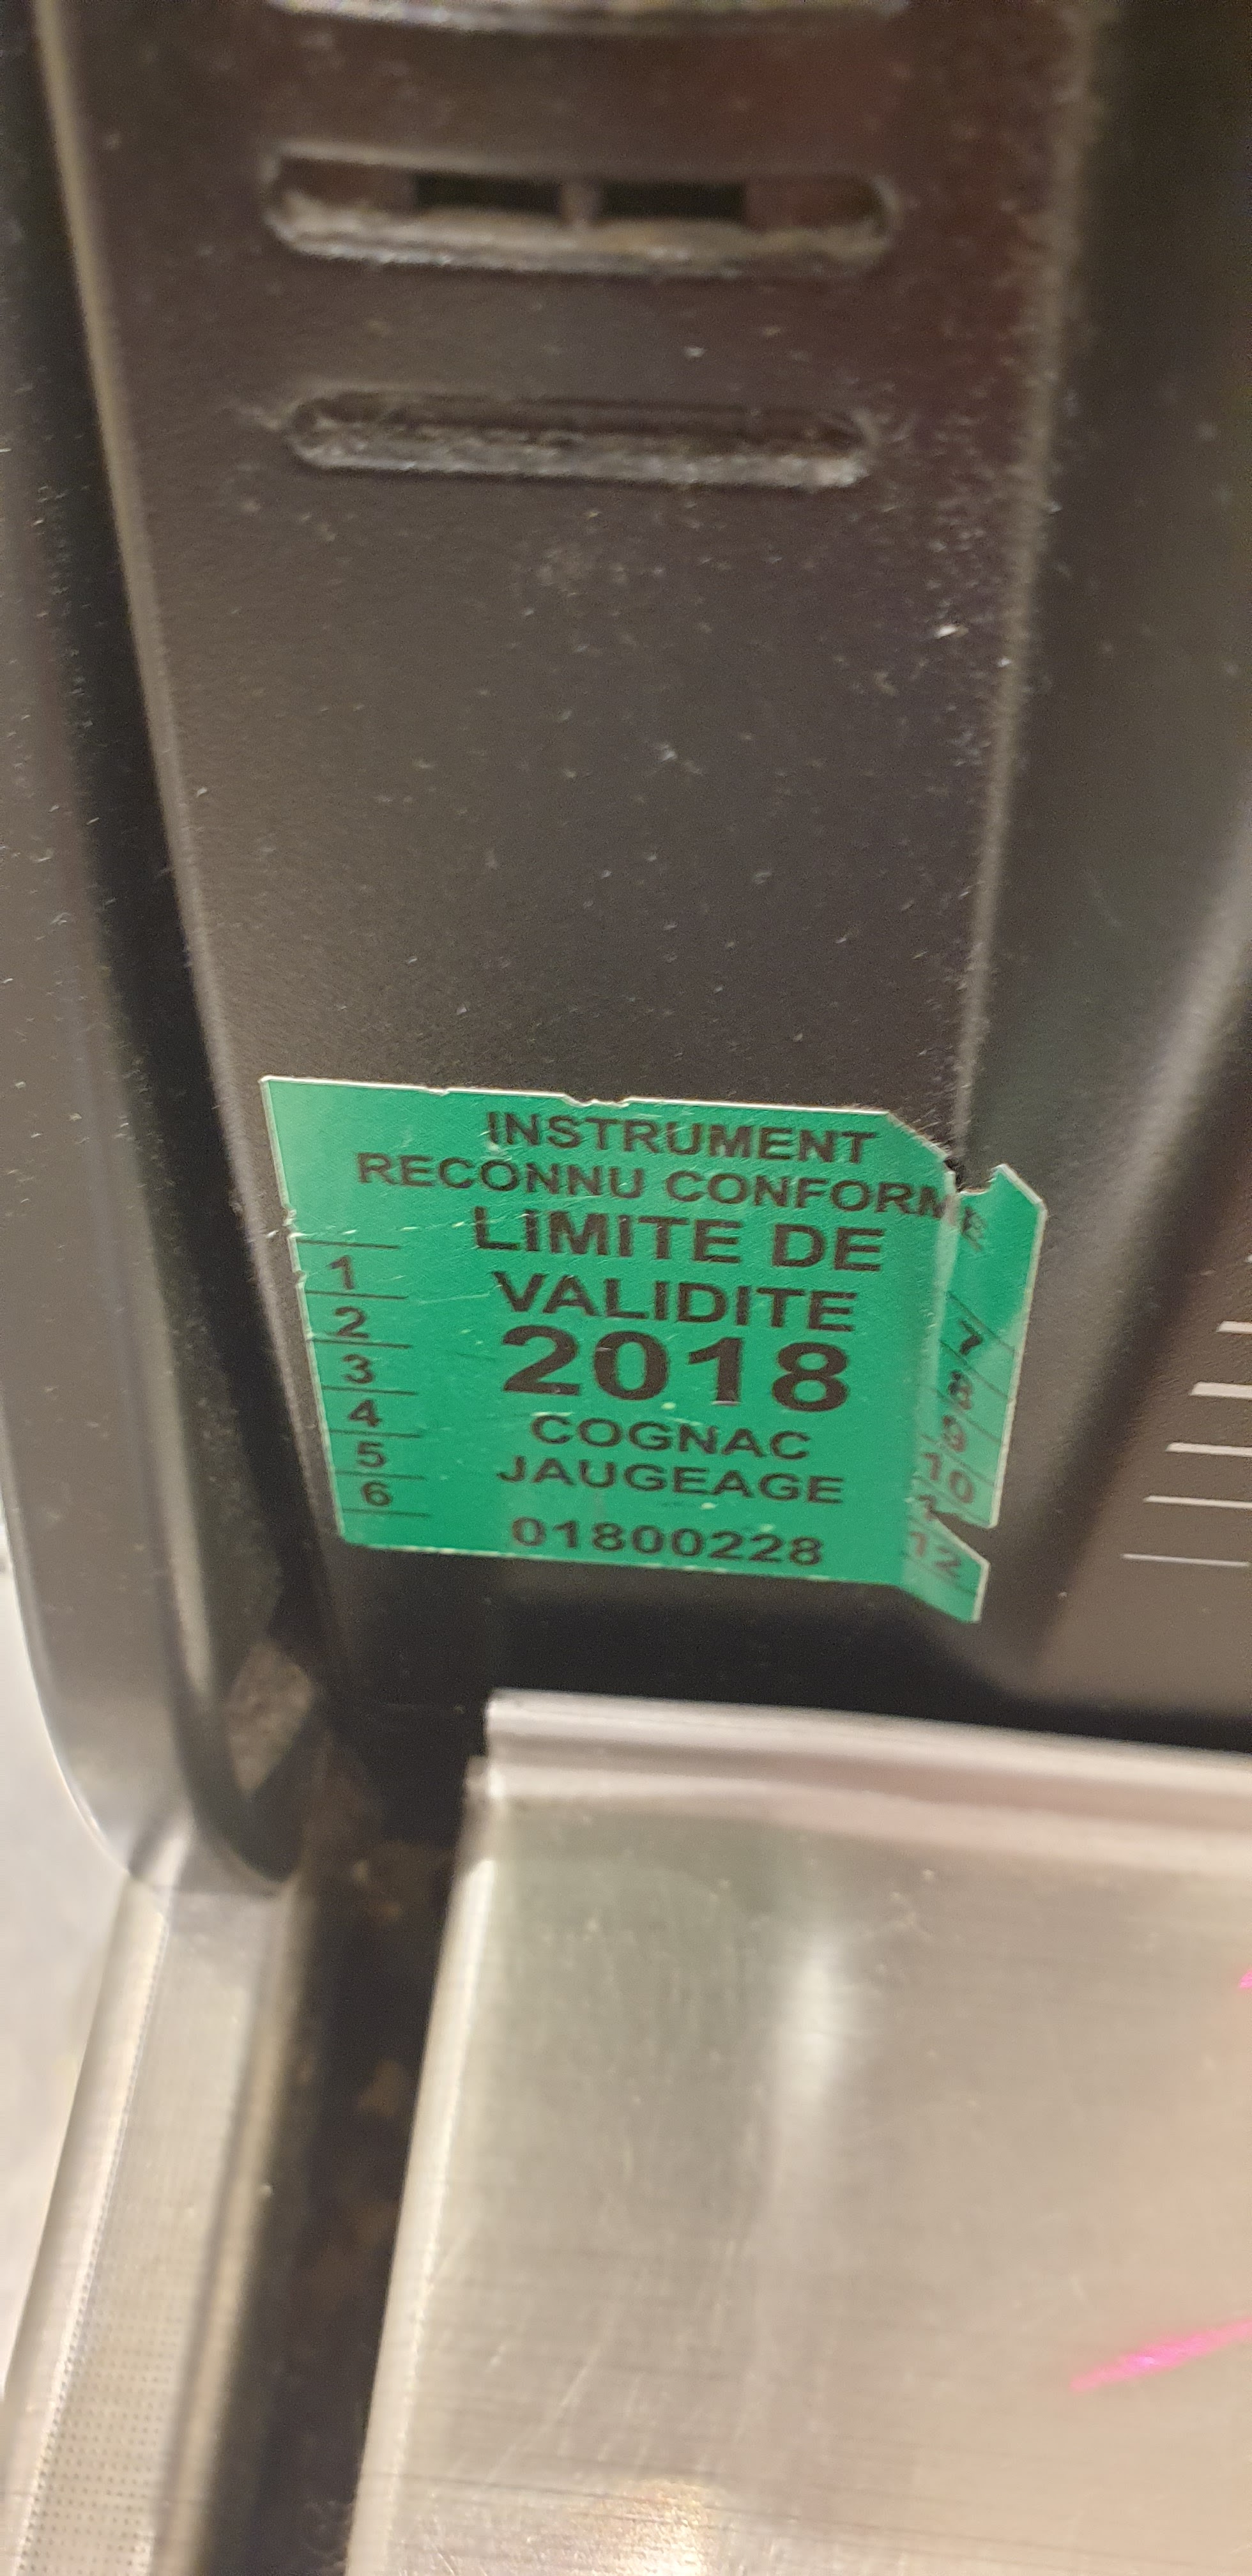 INSTRUMENT
RECONNU CONFORME
LIMITE DE
VALIDITE
2018
COGNAC
JAUGEAGE
01800228
1
2
3
4
5
6
7
8
9
10
12